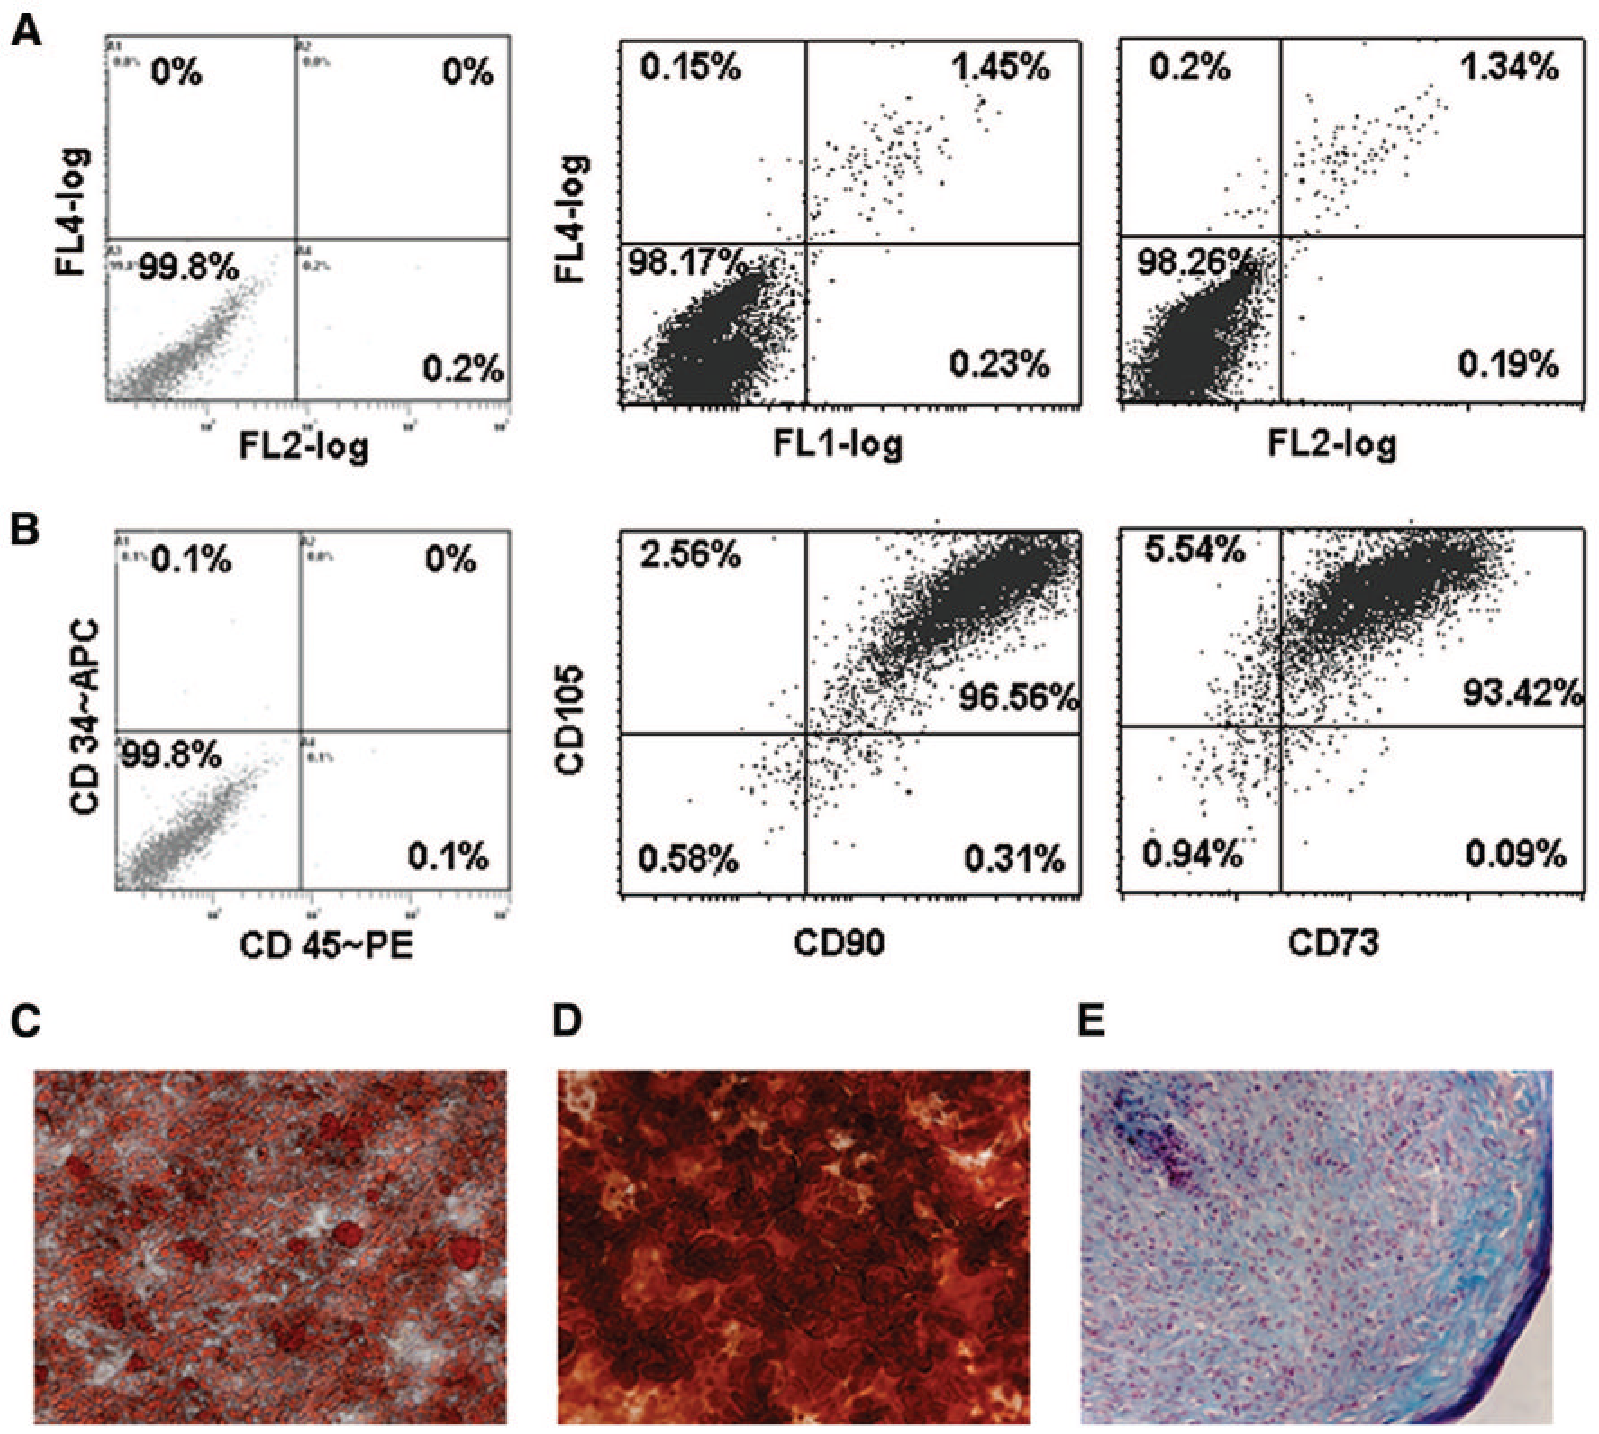 A
0% 0%
99.8%
0.2%
FL4-log
FL2-log
0.15% 1.45%
98.17%
0.23%
FL4-log
FL1-log
0.2% 1.34%
98.26%
0.19%
FL2-log
B
0.1% 0%
99.8%
0.1%
CD 34~APC
CD 45~PE
2.56%
96.56%
0.58% 0.31%
CD105
CD90
5.54%
93.42%
0.94% 0.09%
CD73
C D E